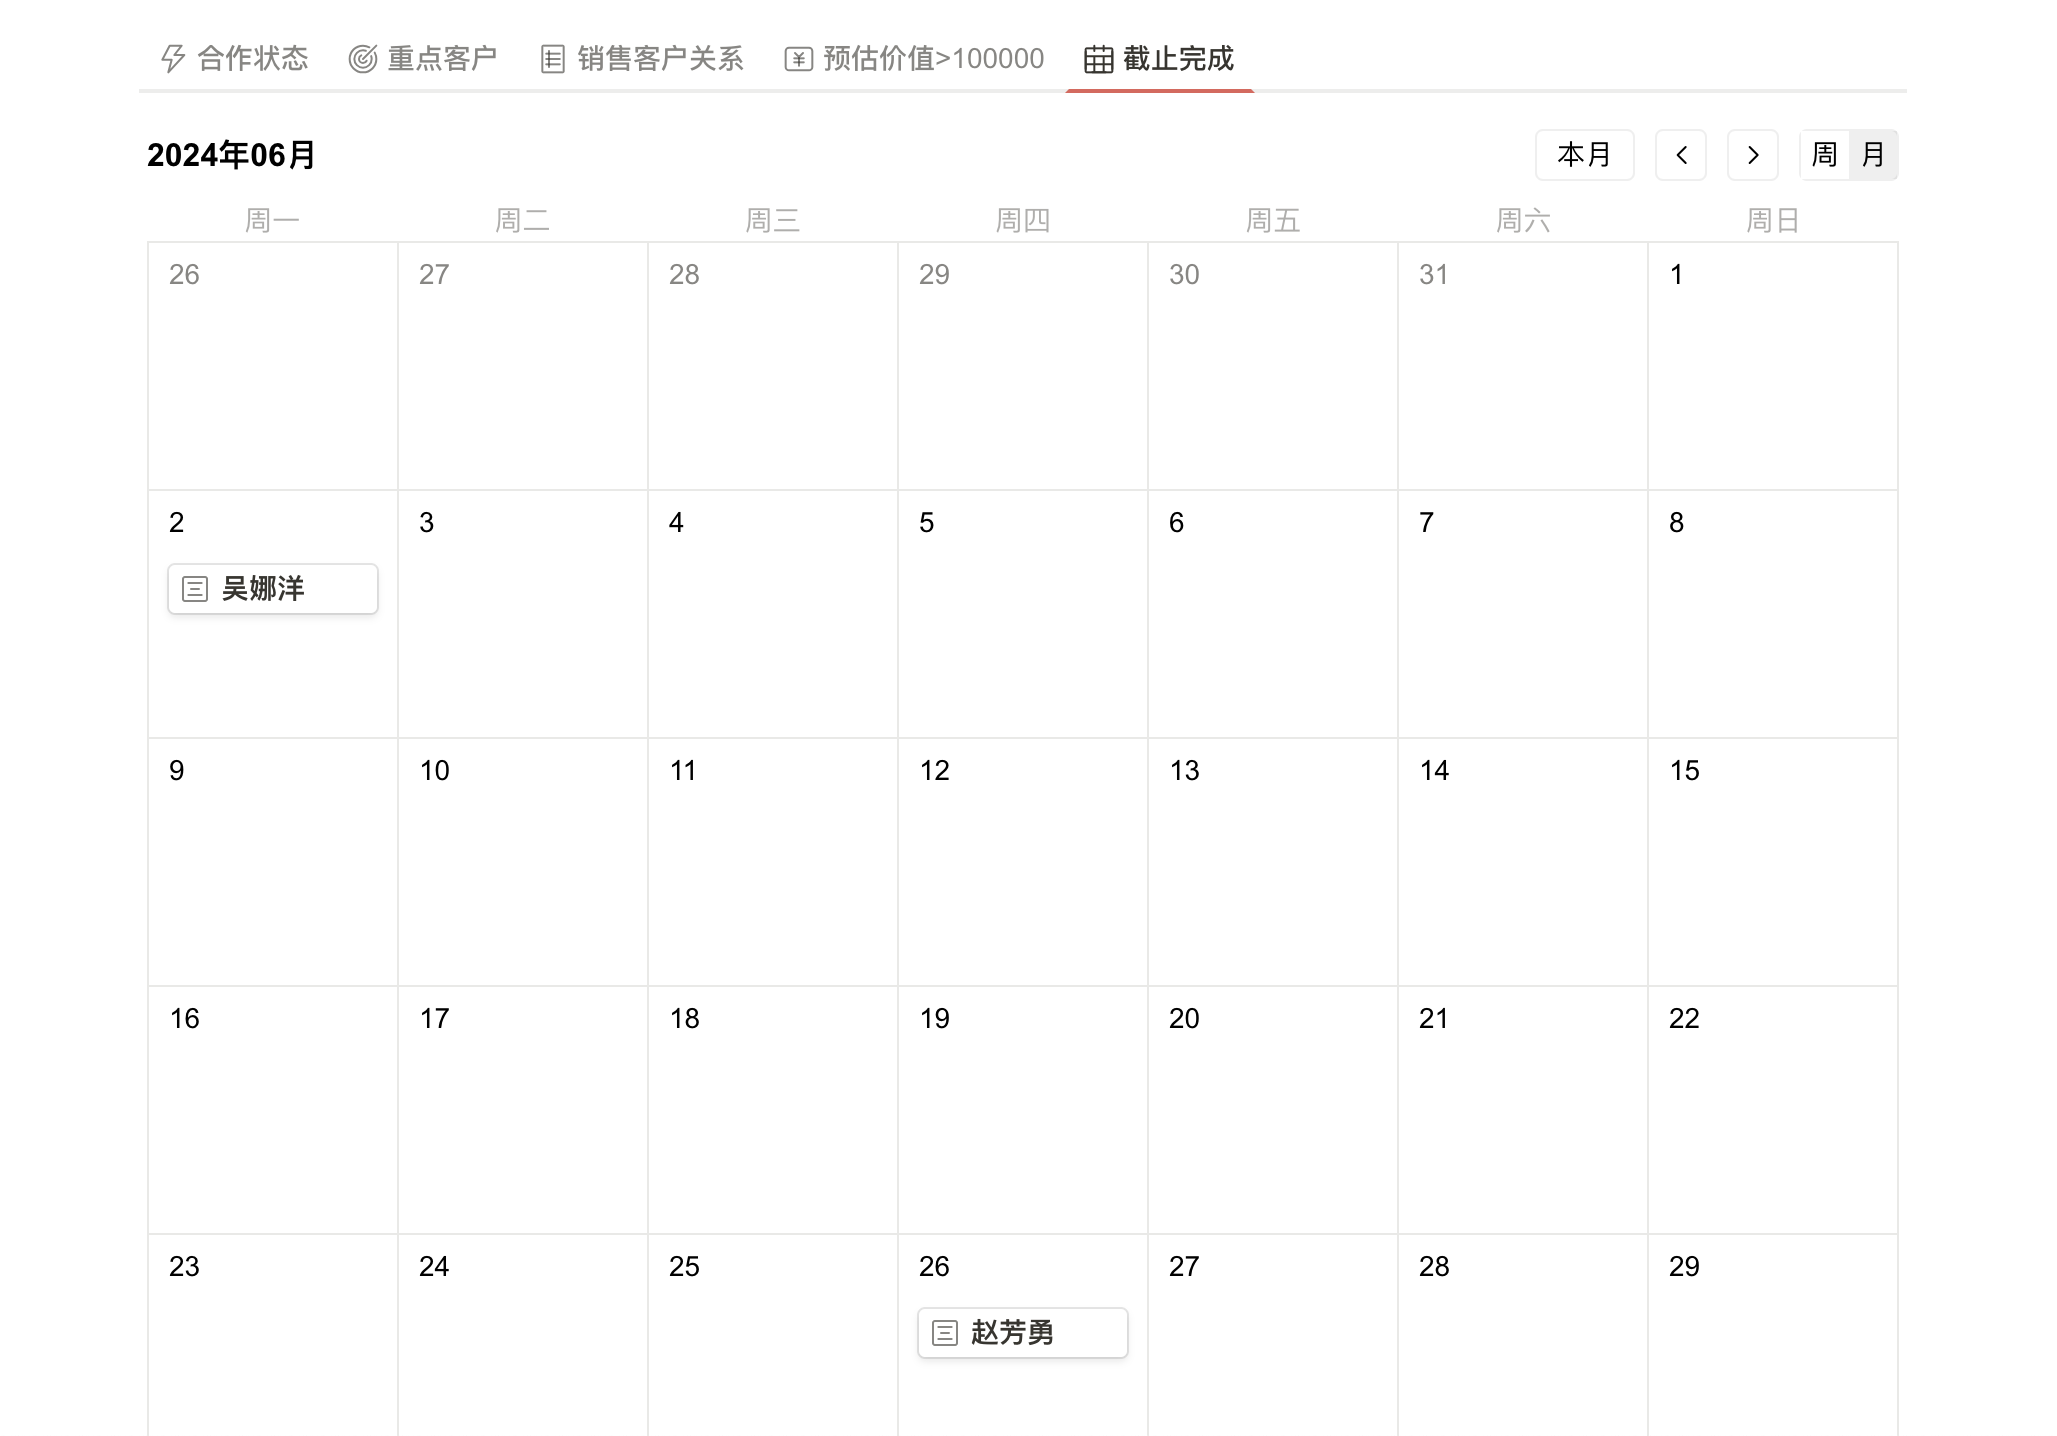 合作状态 重点客户 销售客户关系 预估价值>100000 截止完成
2024年06月 本月 周 月
周一 周二 周三 周四 周五 周六 周日
26 27 28 29 30 31 1
2 3 4 5 6 7 8
吴娜洋
9 10 11 12 13 14 15
16 17 18 19 20 21 22
23 24 25 26 27 28 29
赵芳勇